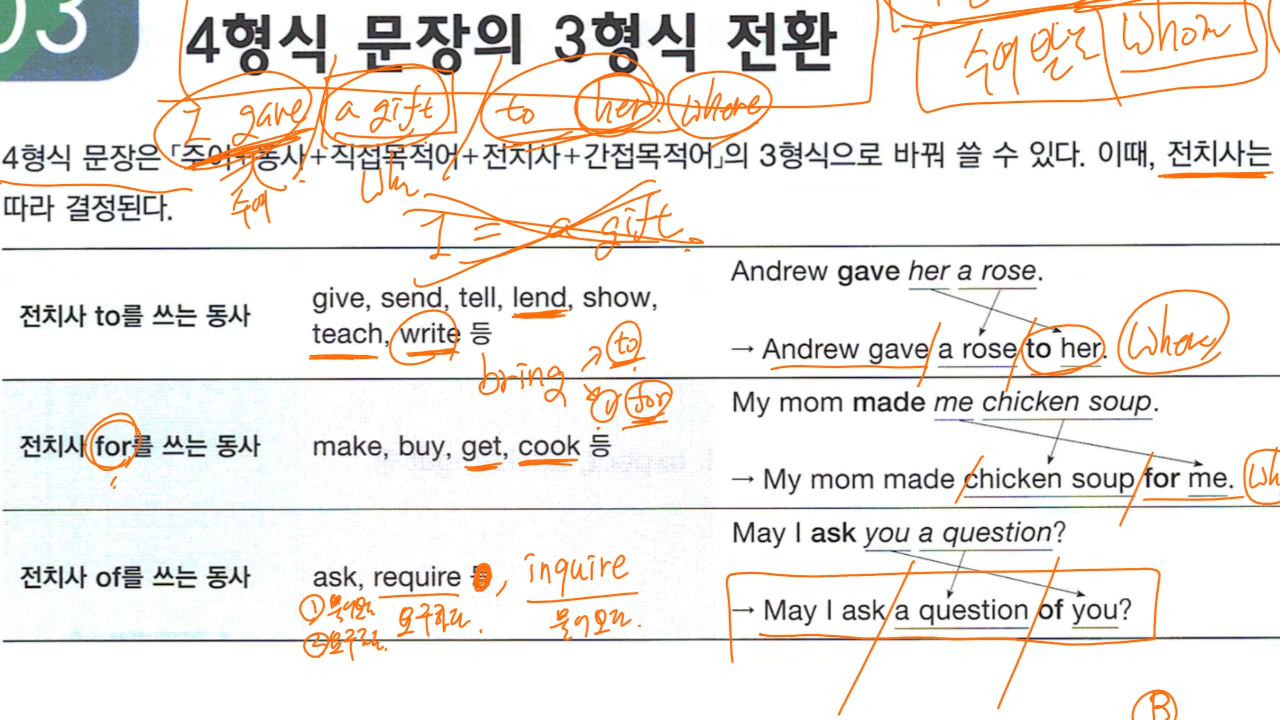 03
4형식 문장의 3형식 전환
수여 말는 whom
I gave a gift to her. where
4형식 문장은 「주어+동사+직접목적어+전치사+간접목적어」의 3형식으로 바꿔 쓸 수 있다. 이때, 전치사는
수여
따라 결정된다.
I = a gift.
전치사 to를 쓰는 동사
give, send, tell, lend, show,
teach, write 등
Andrew gave her a rose.
→ Andrew gave a rose to her. where
bring to
for
전치사 for를 쓰는 동사
make, buy, get, cook 등
My mom made me chicken soup.
→ My mom made chicken soup for me. wh
전치사 of를 쓰는 동사
ask, require 등, inquire
① 물어보다 요구하다. 물어보다.
② 요구하다.
May I ask you a question?
→ May I ask a question of you?
B